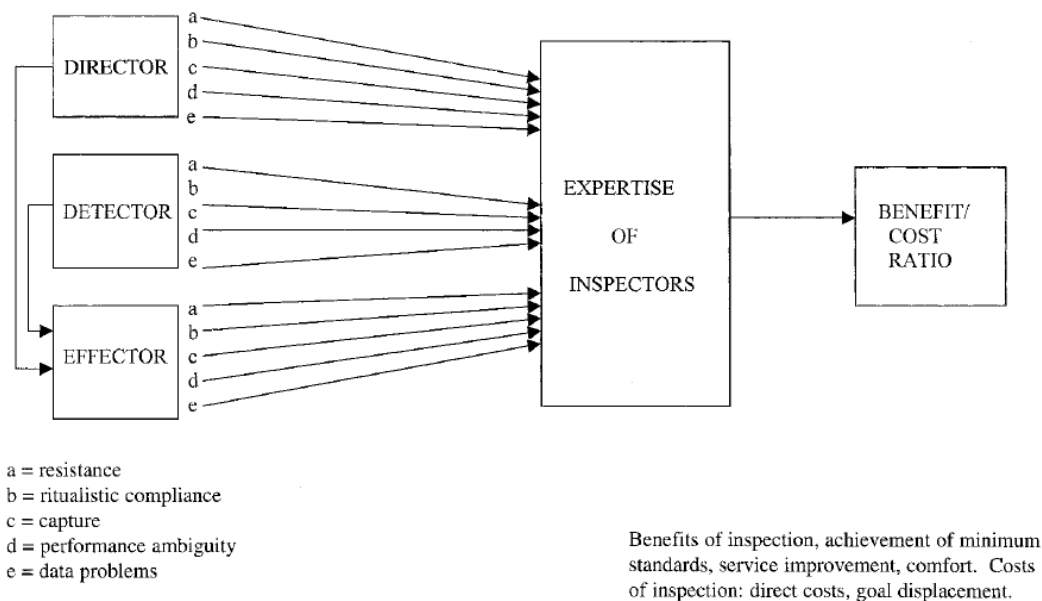 a
b
DIRECTOR
c
d
e
a
b
DETECTOR
c
d
e
a
b
EFFECTOR
c
d
e
EXPERTISE
OF
INSPECTORS
BENEFIT/
COST
RATIO
a = resistance
b = ritualistic compliance
c = capture
d = performance ambiguity
e = data problems
Benefits of inspection, achievement of minimum
standards, service improvement, comfort. Costs
of inspection: direct costs, goal displacement.